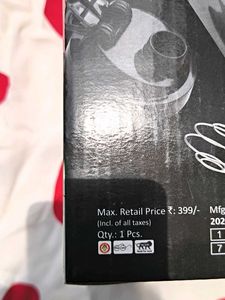 Max. Retail Price ₹: 399/-
(Incl. of all taxes)
Qty.: 1 Pcs.
Mfg
202
1
7